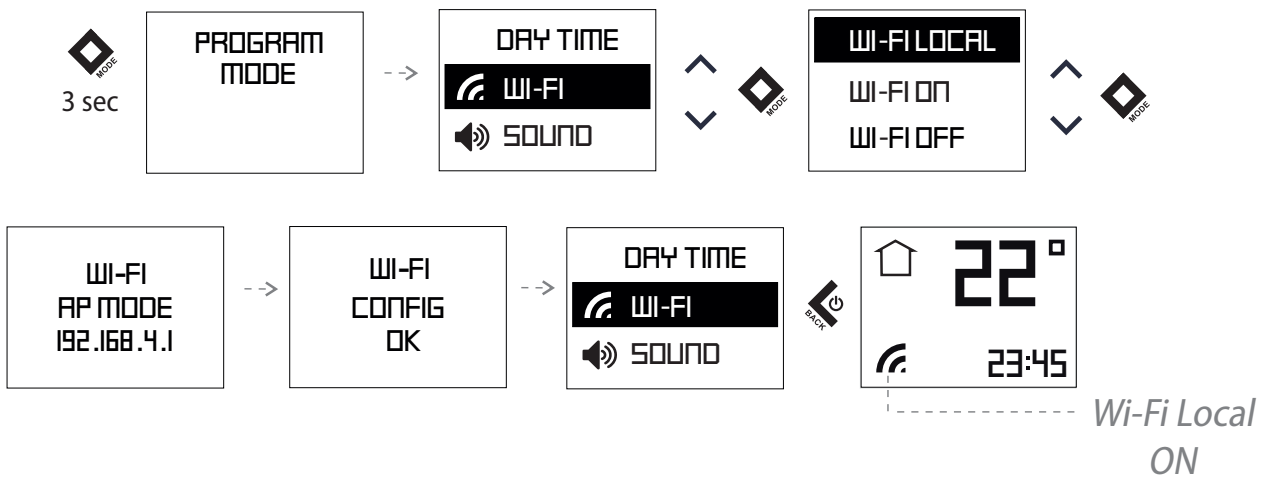 MODE
3 sec
PROGRAM
MODE
DAY TIME
WI-FI
SOUND
MODE
WI-FI LOCAL
WI-FI ON
WI-FI OFF
MODE
WI-FI
AP MODE
192.168.4.1
WI-FI
CONFIG
OK
DAY TIME
WI-FI
SOUND
BACK
22°
23:45
Wi-Fi Local
ON